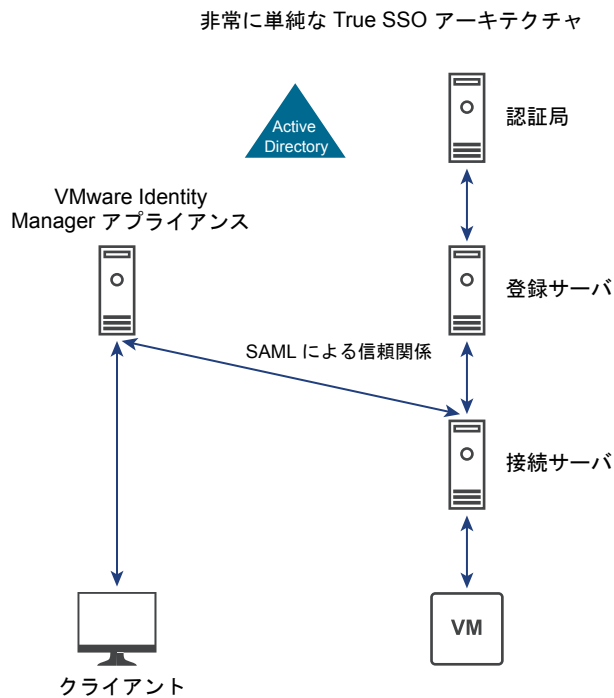 非常に単純な True SSO アーキテクチャ
Active
Directory
認証局
VMware Identity
Manager アプライアンス
登録サーバ
SAML による信頼関係
接続サーバ
VM
クライアント